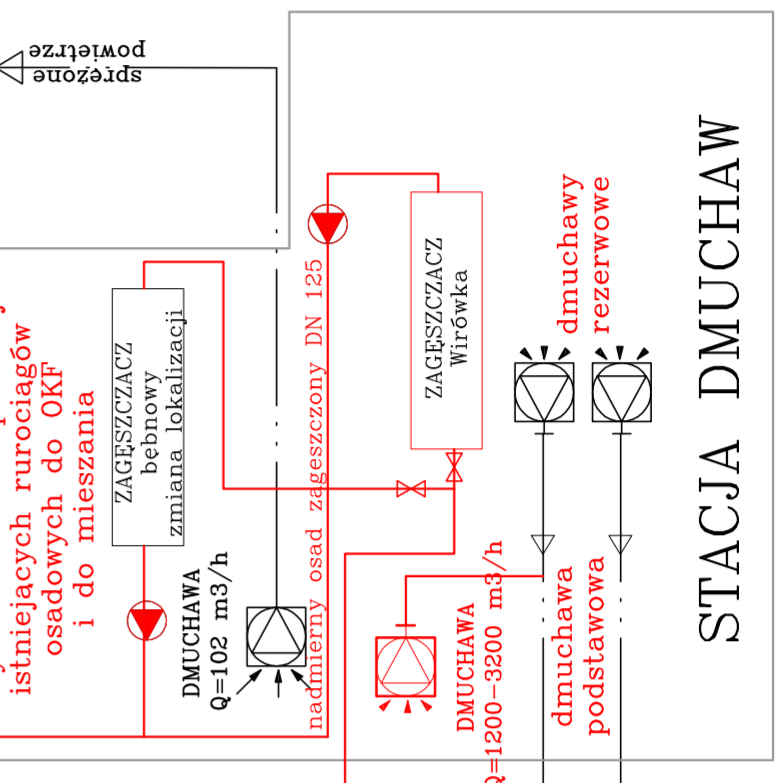 sprężone
powietrze
istniejących rurociągów
osadowych do OKF
i do mieszania
ZAGĘSZCZACZ
bębnowy
zmiana lokalizacji
DMUCHAWA
Q=102 m3/h
nadmierny osad zagęszczony DN 125
ZAGĘSZCZACZ
Wirówka
DMUCHAWA
Q=1200-3200 m3/h
dmuchawy
rezerwowe
dmuchawa
podstawowa
STACJA DMUCHAW